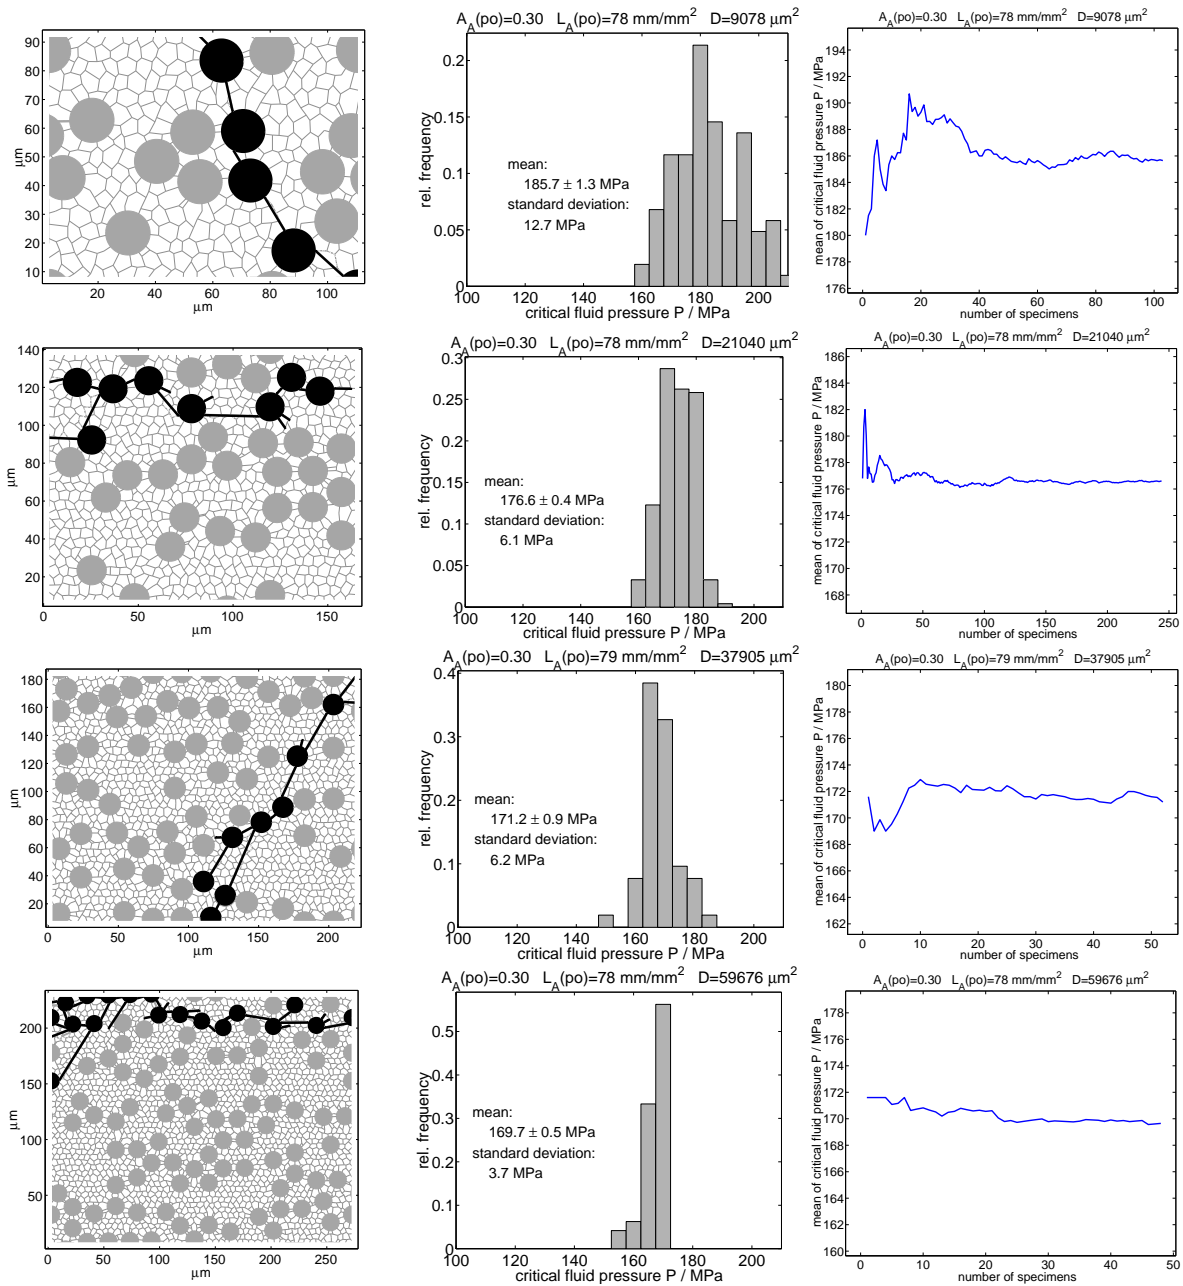 A_A(po)=0.30 L_A(po)=78 mm/mm² D=9078 µm²
A_A(po)=0.30 L_A(po)=78 mm/mm² D=9078 µm²
90
80
70
60
50
40
30
20
10
µm
20 40 60 80 100
µm
0.2
0.15
0.1
0.05
0
rel. frequency
mean:
185.7 ± 1.3 MPa
standard deviation:
12.7 MPa
100 120 140 160 180 200
critical fluid pressure P / MPa
194
192
190
188
186
184
182
180
178
176
mean of critical fluid pressure P / MPa
0 20 40 60 80 100
number of specimens
A_A(po)=0.30 L_A(po)=78 mm/mm² D=21040 µm²
A_A(po)=0.30 L_A(po)=78 mm/mm² D=21040 µm²
140
120
100
80
60
40
20
µm
0 50 100 150
µm
0.3
0.25
0.2
0.15
0.1
0.05
0
rel. frequency
mean:
176.6 ± 0.4 MPa
standard deviation:
6.1 MPa
100 120 140 160 180 200
critical fluid pressure P / MPa
186
184
182
180
178
176
174
172
170
168
mean of critical fluid pressure P / MPa
0 50 100 150 200 250
number of specimens
A_A(po)=0.30 L_A(po)=79 mm/mm² D=37905 µm²
A_A(po)=0.30 L_A(po)=79 mm/mm² D=37905 µm²
180
160
140
120
100
80
60
40
20
µm
0 50 100 150 200
µm
0.4
0.3
0.2
0.1
0
rel. frequency
mean:
171.2 ± 0.9 MPa
standard deviation:
6.2 MPa
100 120 140 160 180 200
critical fluid pressure P / MPa
180
178
176
174
172
170
168
166
164
162
mean of critical fluid pressure P / MPa
0 10 20 30 40 50
number of specimens
A_A(po)=0.30 L_A(po)=78 mm/mm² D=59676 µm²
A_A(po)=0.30 L_A(po)=78 mm/mm² D=59676 µm²
200
150
100
50
µm
0 50 100 150 200 250
µm
0.5
0.4
0.3
0.2
0.1
0
rel. frequency
mean:
169.7 ± 0.5 MPa
standard deviation:
3.7 MPa
100 120 140 160 180 200
critical fluid pressure P / MPa
178
176
174
172
170
168
166
164
162
160
mean of critical fluid pressure P / MPa
0 10 20 30 40 50
number of specimens